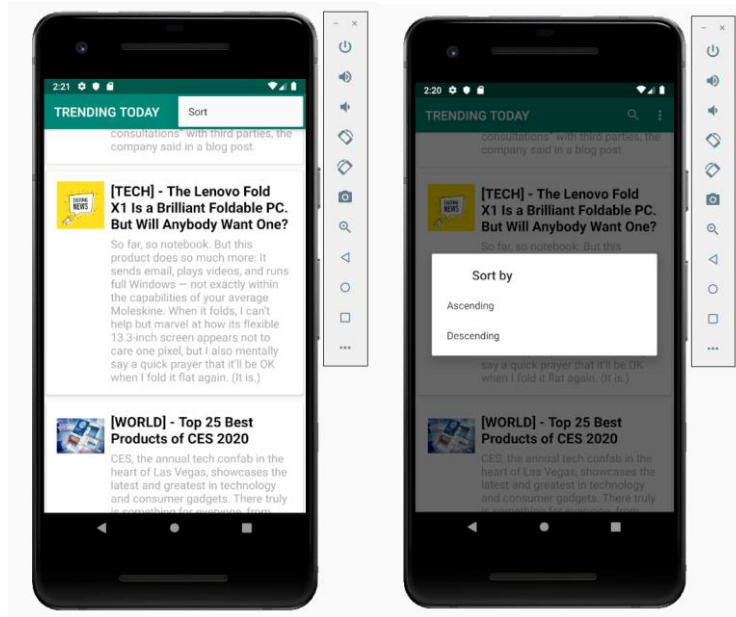 2:21
TRENDING TODAY
Sort
consultations" with third parties, the
company said in a blog post.
EXCITING
NEWS
[TECH] - The Lenovo Fold
X1 Is a Brilliant Foldable PC.
But Will Anybody Want One?
So far, so notebook. But this
product does so much more: It
sends email, plays videos, and runs
full Windows — not exactly within
the capabilities of your average
Moleskine. When it folds, I can't
help but marvel at how its flexible
13.3-inch screen appears not to
care one pixel, but I also mentally
say a quick prayer that it'll be OK
when I fold it flat again. (It is.)
[WORLD] - Top 25 Best
Products of CES 2020
CES, the annual tech confab in the
heart of Las Vegas, showcases the
latest and greatest in technology
and consumer gadgets. There truly
is something for everyone, from
2:20
TRENDING TODAY
consultations" with third parties, the
company said in a blog post.
NEWS
[TECH] - The Lenovo Fold
X1 Is a Brilliant Foldable PC.
But Will Anybody Want One?
So far, so notebook. But this
Sort by
Ascending
Descending
say a quick prayer that it'll be OK
when I fold it flat again. (It is.)
[WORLD] - Top 25 Best
Products of CES 2020
CES, the annual tech confab in the
heart of Las Vegas, showcases the
latest and greatest in technology
and consumer gadgets. There truly
is something for everyone, from